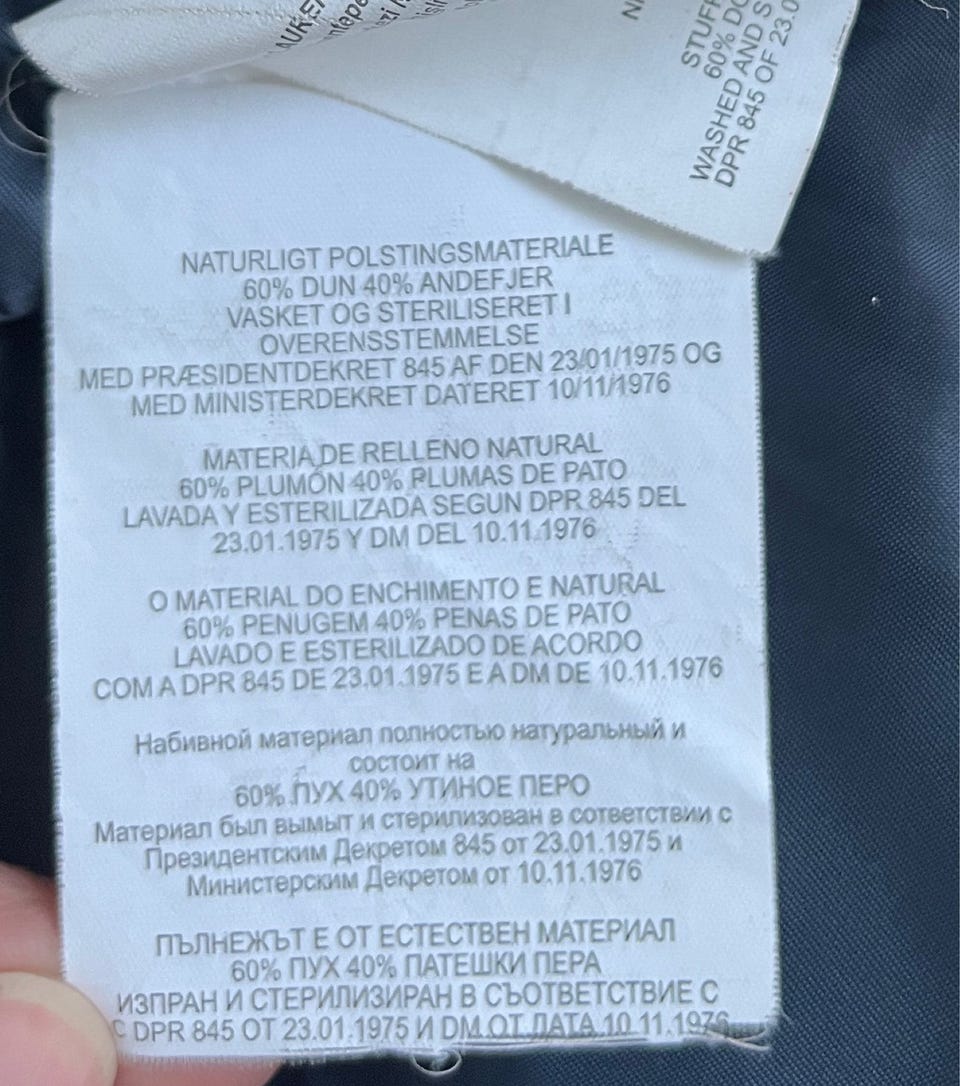 STUFF
60% DO
WASHED AND S
DPR 845 OF 23.0
NATURLIGT POLSTINGSMATERIALE
60% DUN 40% ANDEFJER
VASKET OG STERILISERET I
OVERENSSTEMMELSE
MED PRÆSIDENTDEKRET 845 AF DEN 23/01/1975 OG
MED MINISTERDEKRET DATERET 10/11/1976
MATERIA DE RELLENO NATURAL
60% PLUMÓN 40% PLUMAS DE PATO
LAVADA Y ESTERILIZADA SEGUN DPR 845 DEL
23.01.1975 Y DM DEL 10.11.1976
O MATERIAL DO ENCHIMENTO E NATURAL
60% PENUGEM 40% PENAS DE PATO
LAVADO E ESTERILIZADO DE ACORDO
COM A DPR 845 DE 23.01.1975 E A DM DE 10.11.1976
Набивной материал полностью натуральный и
состоит на
60% ПУХ 40% УТИНОЕ ПЕРО
Материал был вымыт и стерилизован в сответствии с
Президентским Декретом 845 от 23.01.1975 и
Министерским Декретом от 10.11.1976
ПЪЛНЕЖЪТ Е ОТ ЕСТЕСТВЕН МАТЕРИАЛ
60% ПУХ 40% ПАТЕШКИ ПЕРА
ИЗПРАН И СТЕРИЛИЗИРАН В СЪОТВЕТСТВИЕ С
С DPR 845 ОТ 23.01.1975 И DM ОТ ДАТА 10.11.1976